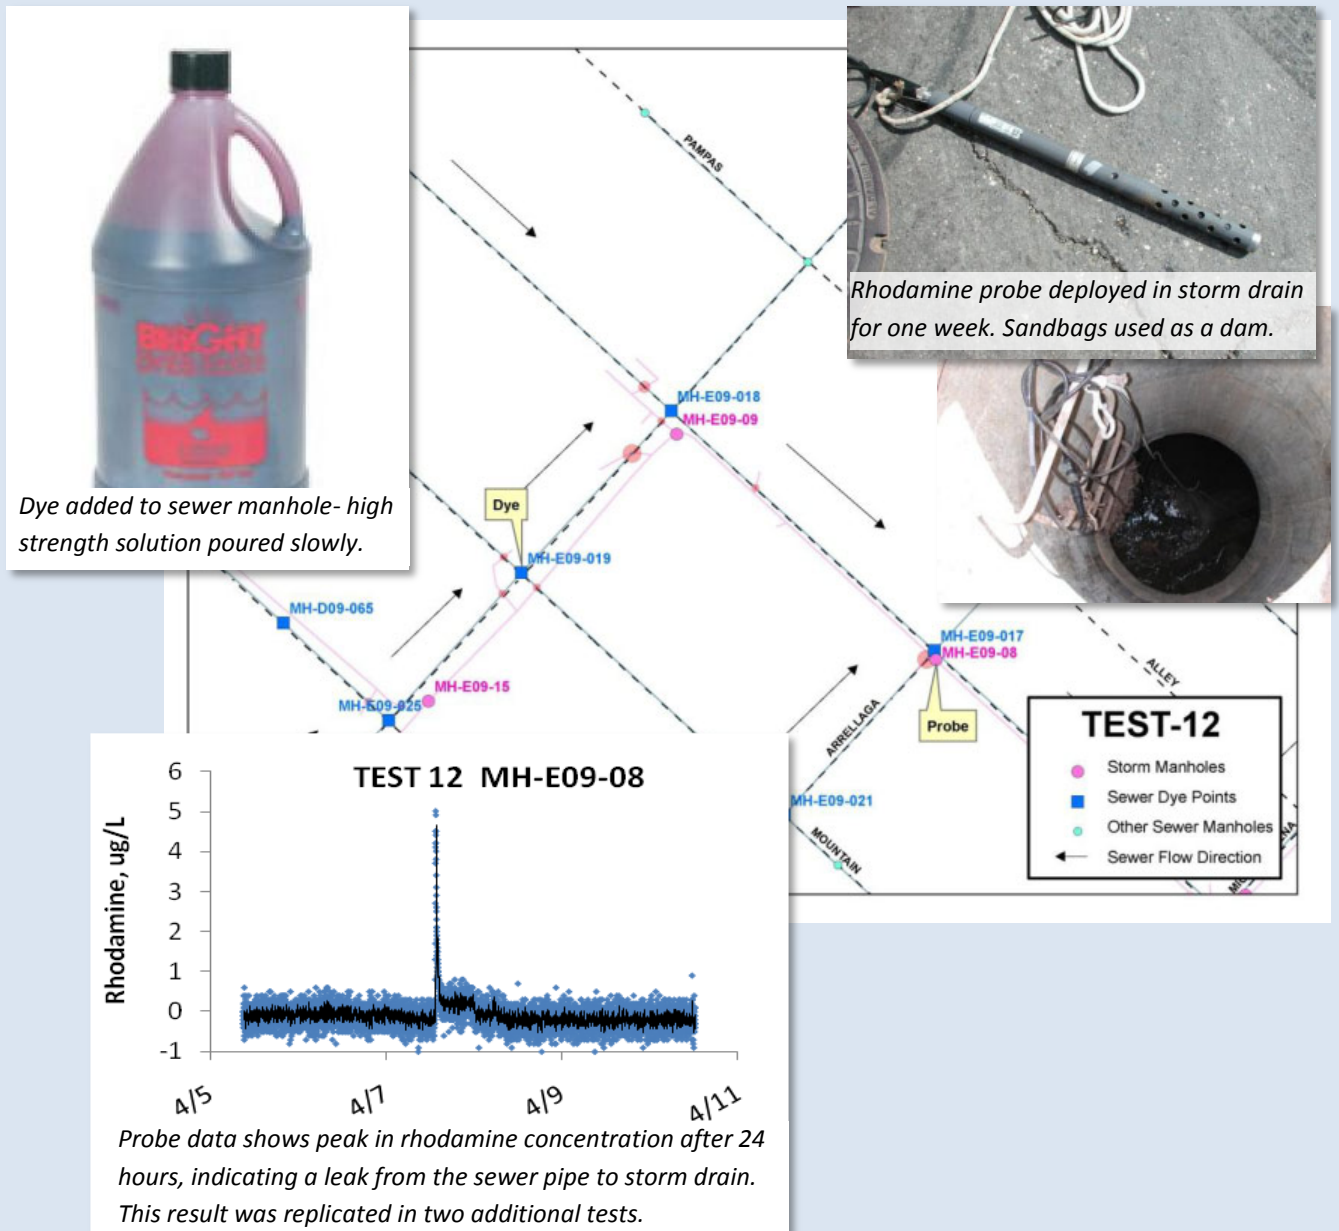 BRIGHT
Dye added to sewer manhole- high
strength solution poured slowly.
Rhodamine probe deployed in storm drain
for one week. Sandbags used as a dam.
PAMPAS
MH-E09-018
MH-E09-09
Dye
MH-E09-019
MH-D09-065
MH-E09-15
MH-E09-025
MH-E09-017
MH-E09-08
Probe
ALLEY
ARRELLAGA
MH-E09-021
MOUNTAIN
TEST-12
Storm Manholes
Sewer Dye Points
Other Sewer Manholes
Sewer Flow Direction
TEST 12 MH-E09-08
Rhodamine, ug/L
6
5
4
3
2
1
0
-1
4/5
4/7
4/9
4/11
Probe data shows peak in rhodamine concentration after 24
hours, indicating a leak from the sewer pipe to storm drain.
This result was replicated in two additional tests.